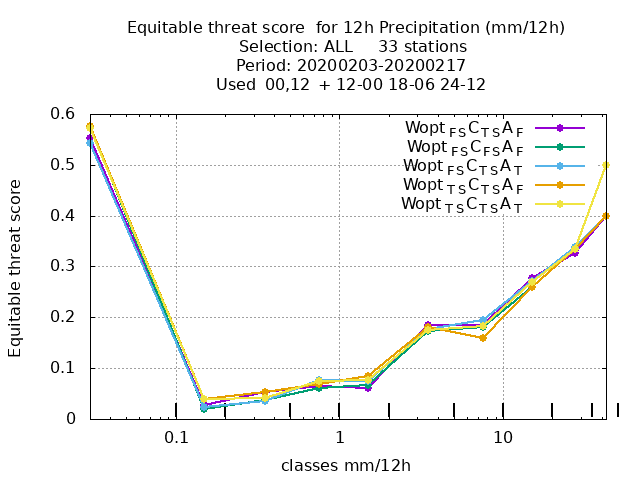 Equitable threat score  for 12h Precipitation (mm/12h)
Selection: ALL     33 stations
Period: 20200203-20200217
Used  00,12  + 12-00 18-06 24-12
Wopt FS C TS A F
Wopt FS C FS A F
Wopt FS C TS A T
Wopt TS C TS A F
Wopt TS C TS A T
0.6
0.5
0.4
0.3
0.2
0.1
0
Equitable threat score
0.1 1 10
classes mm/12h